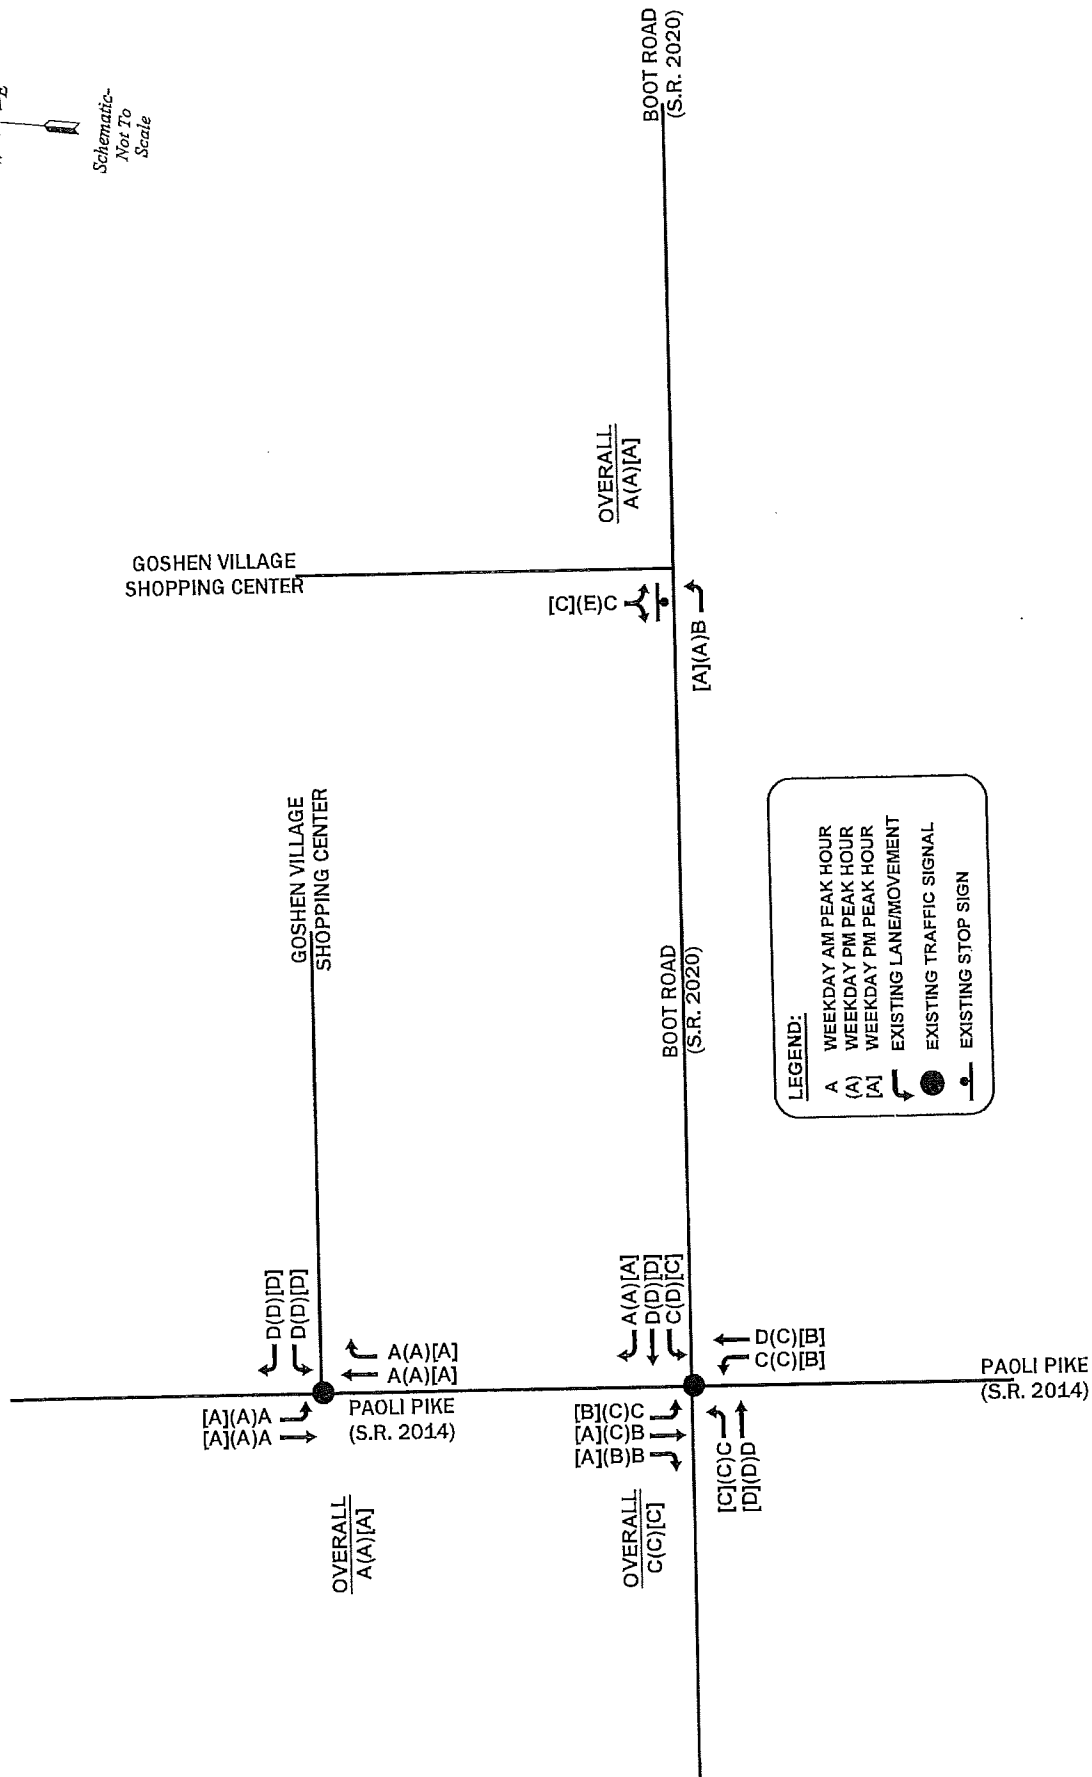 E
Schematic-
Not To
Scale
BOOT ROAD
(S.R. 2020)
OVERALL
A(A)[A]
GOSHEN VILLAGE
SHOPPING CENTER
[C](E)C
[A](A)B
GOSHEN VILLAGE
SHOPPING CENTER
BOOT ROAD
(S.R. 2020)
LEGEND:
A WEEKDAY AM PEAK HOUR
(A) WEEKDAY PM PEAK HOUR
[A] WEEKDAY PM PEAK HOUR
EXISTING LANE/MOVEMENT
EXISTING TRAFFIC SIGNAL
EXISTING STOP SIGN
D(D)[D]
D(D)[D]
A(A)[A]
A(A)[A]
[A](A)A
[A](A)A
PAOLI PIKE
(S.R. 2014)
OVERALL
A(A)[A]
A(A)[A]
D(D)[D]
C(D)[C]
D(C)[B]
C(C)[B]
[B](C)C
[A](C)B
[A](B)B
[C](C)C
[D](D)D
OVERALL
C(C)[C]
PAOLI PIKE
(S.R. 2014)